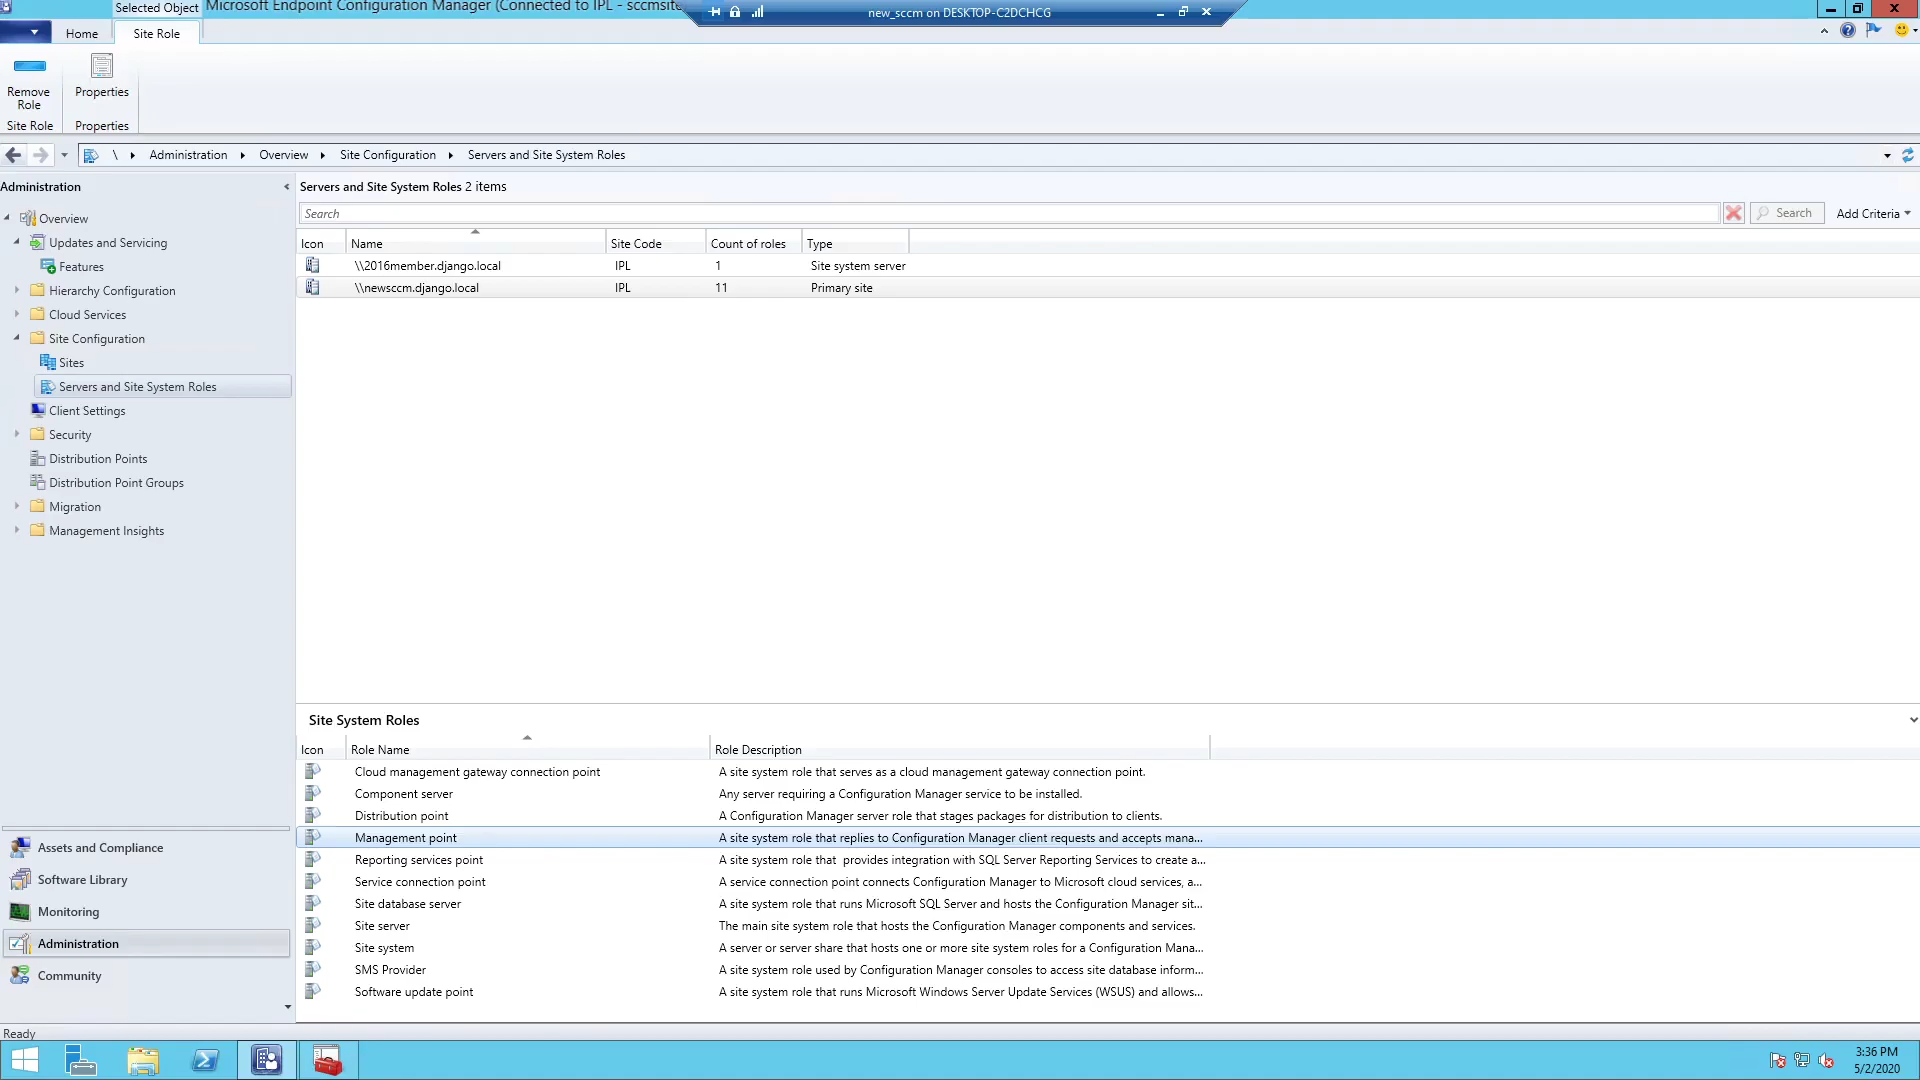 Selected Object
Microsoft Endpoint Configuration Manager (Connected to IPL - sccmsite
new_sccm on DESKTOP-C2DCHCG
Home
Site Role
Remove
Role
Properties
Site Role
Properties
\ Administration Overview Site Configuration Servers and Site System Roles
Administration
Overview
Updates and Servicing
Features
Hierarchy Configuration
Cloud Services
Site Configuration
Sites
Servers and Site System Roles
Client Settings
Security
Distribution Points
Distribution Point Groups
Migration
Management Insights
Assets and Compliance
Software Library
Monitoring
Administration
Community
Servers and Site System Roles 2 items
Search
Search
Add Criteria
Icon Name Site Code Count of roles Type
\\2016member.django.local IPL 1 Site system server
\\newsccm.django.local IPL 11 Primary site
Site System Roles
Icon Role Name Role Description
Cloud management gateway connection point A site system role that serves as a cloud management gateway connection point.
Component server Any server requiring a Configuration Manager service to be installed.
Distribution point A Configuration Manager server role that stages packages for distribution to clients.
Management point A site system role that replies to Configuration Manager client requests and accepts mana...
Reporting services point A site system role that provides integration with SQL Server Reporting Services to create a...
Service connection point A service connection point connects Configuration Manager to Microsoft cloud services, a...
Site database server A site system role that runs Microsoft SQL Server and hosts the Configuration Manager sit...
Site server The main site system role that hosts the Configuration Manager components and services.
Site system A server or server share that hosts one or more site system roles for a Configuration Mana...
SMS Provider A site system role used by Configuration Manager consoles to access site database inform...
Software update point A site system role that runs Microsoft Windows Server Update Services (WSUS) and allows...
Ready
3:36 PM
5/2/2020